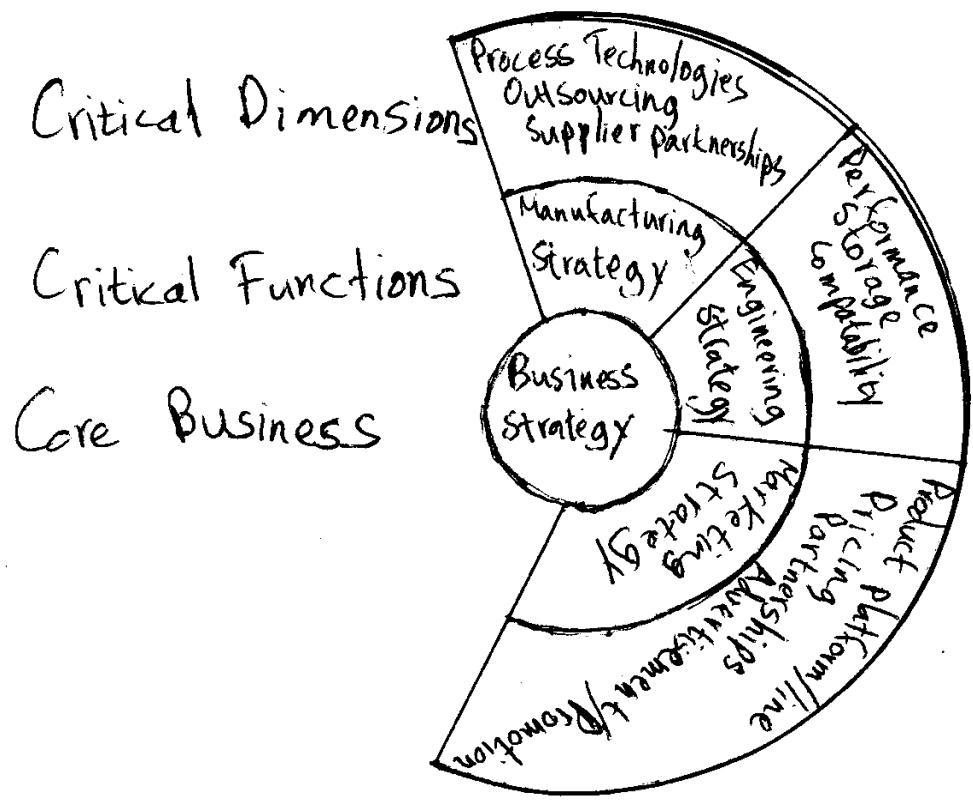 Critical Dimensions
Critical Functions
Core Business
Process Technologies
Outsourcing
Supplier partnerships
Manufacturing
Strategy
Performance
Storage
Compatability
Engineering
Strategy
Business
Strategy
Marketing
Strategy
Product platform/line
Pricing
Partnerships
Advertisement/Promotion